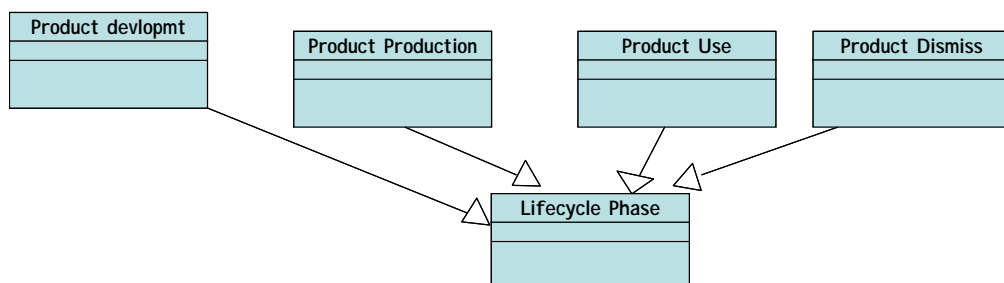 Product devlopmt
Product Production
Product Use
Product Dismiss
Lifecycle Phase